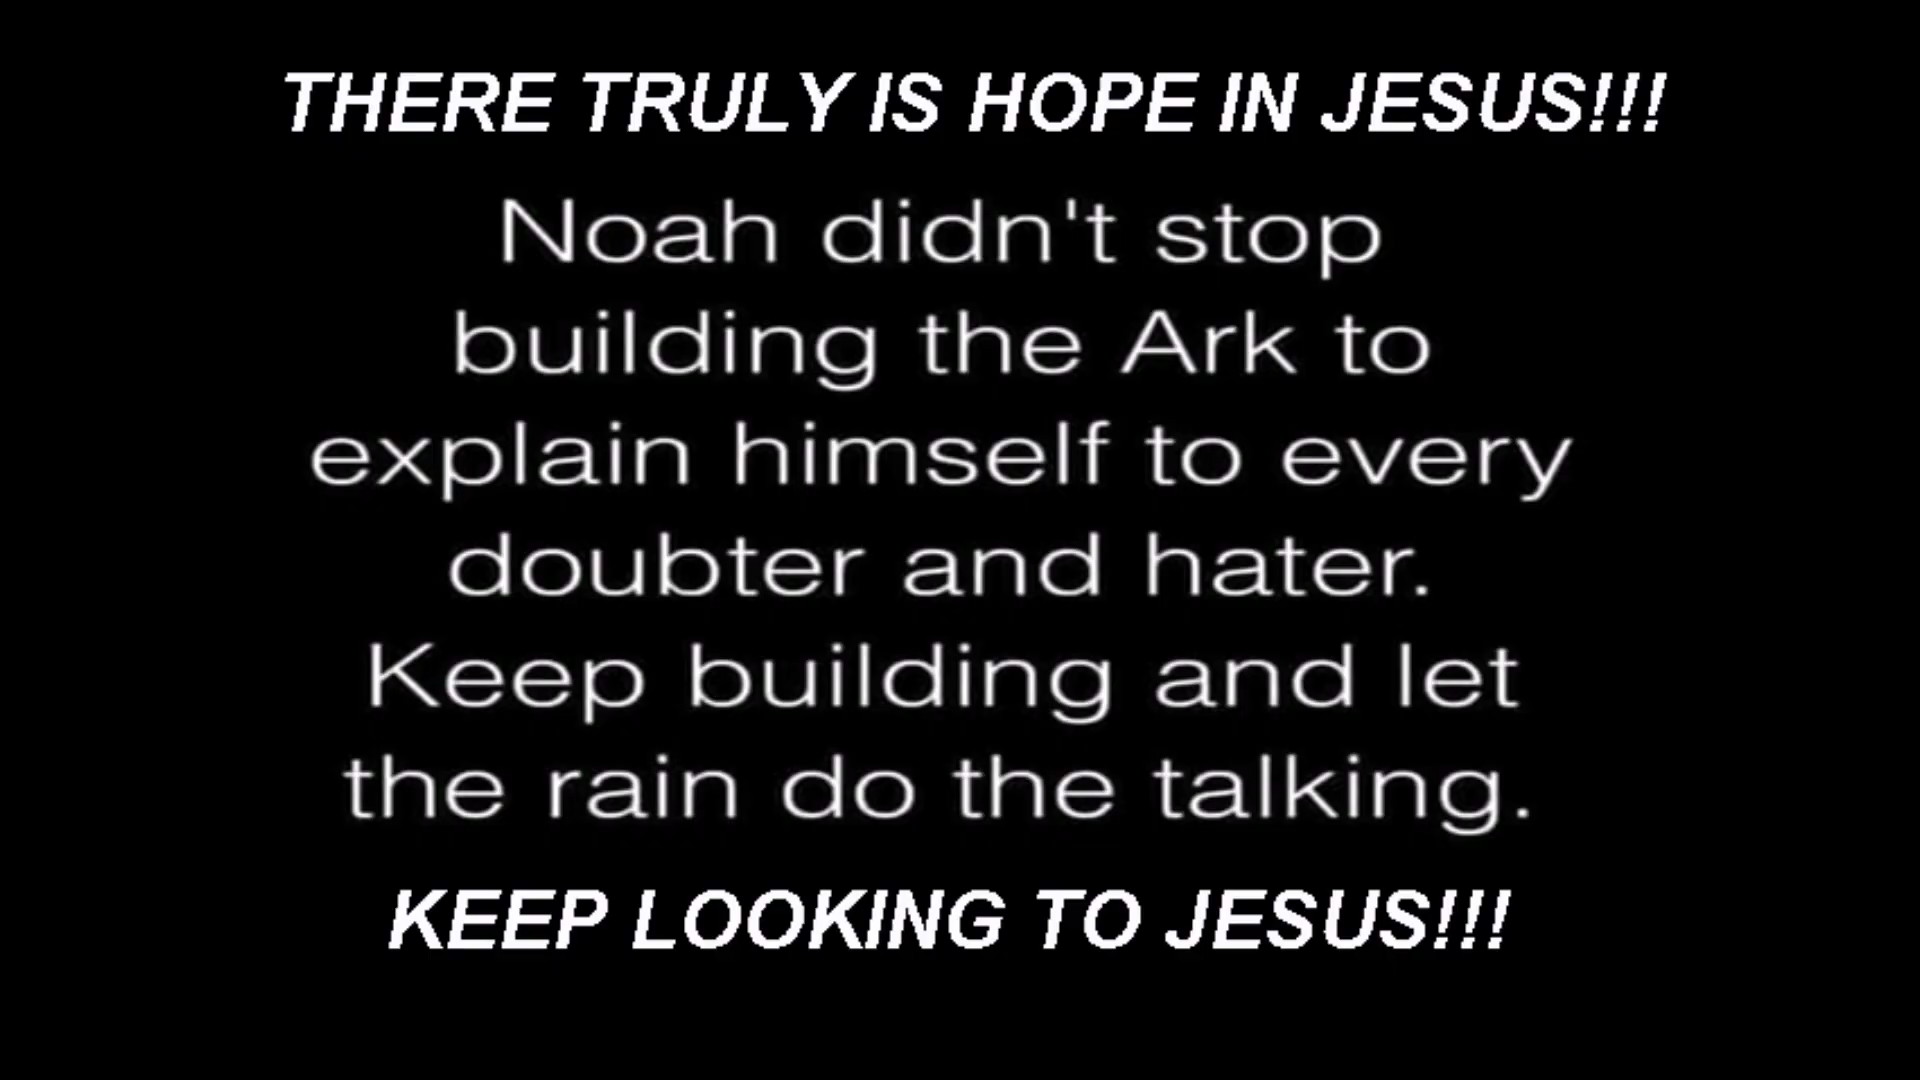 THERE TRULY IS HOPE IN JESUS!!!
Noah didn't stop
building the Ark to
explain himself to every
doubter and hater.
Keep building and let
the rain do the talking.
KEEP LOOKING TO JESUS!!!